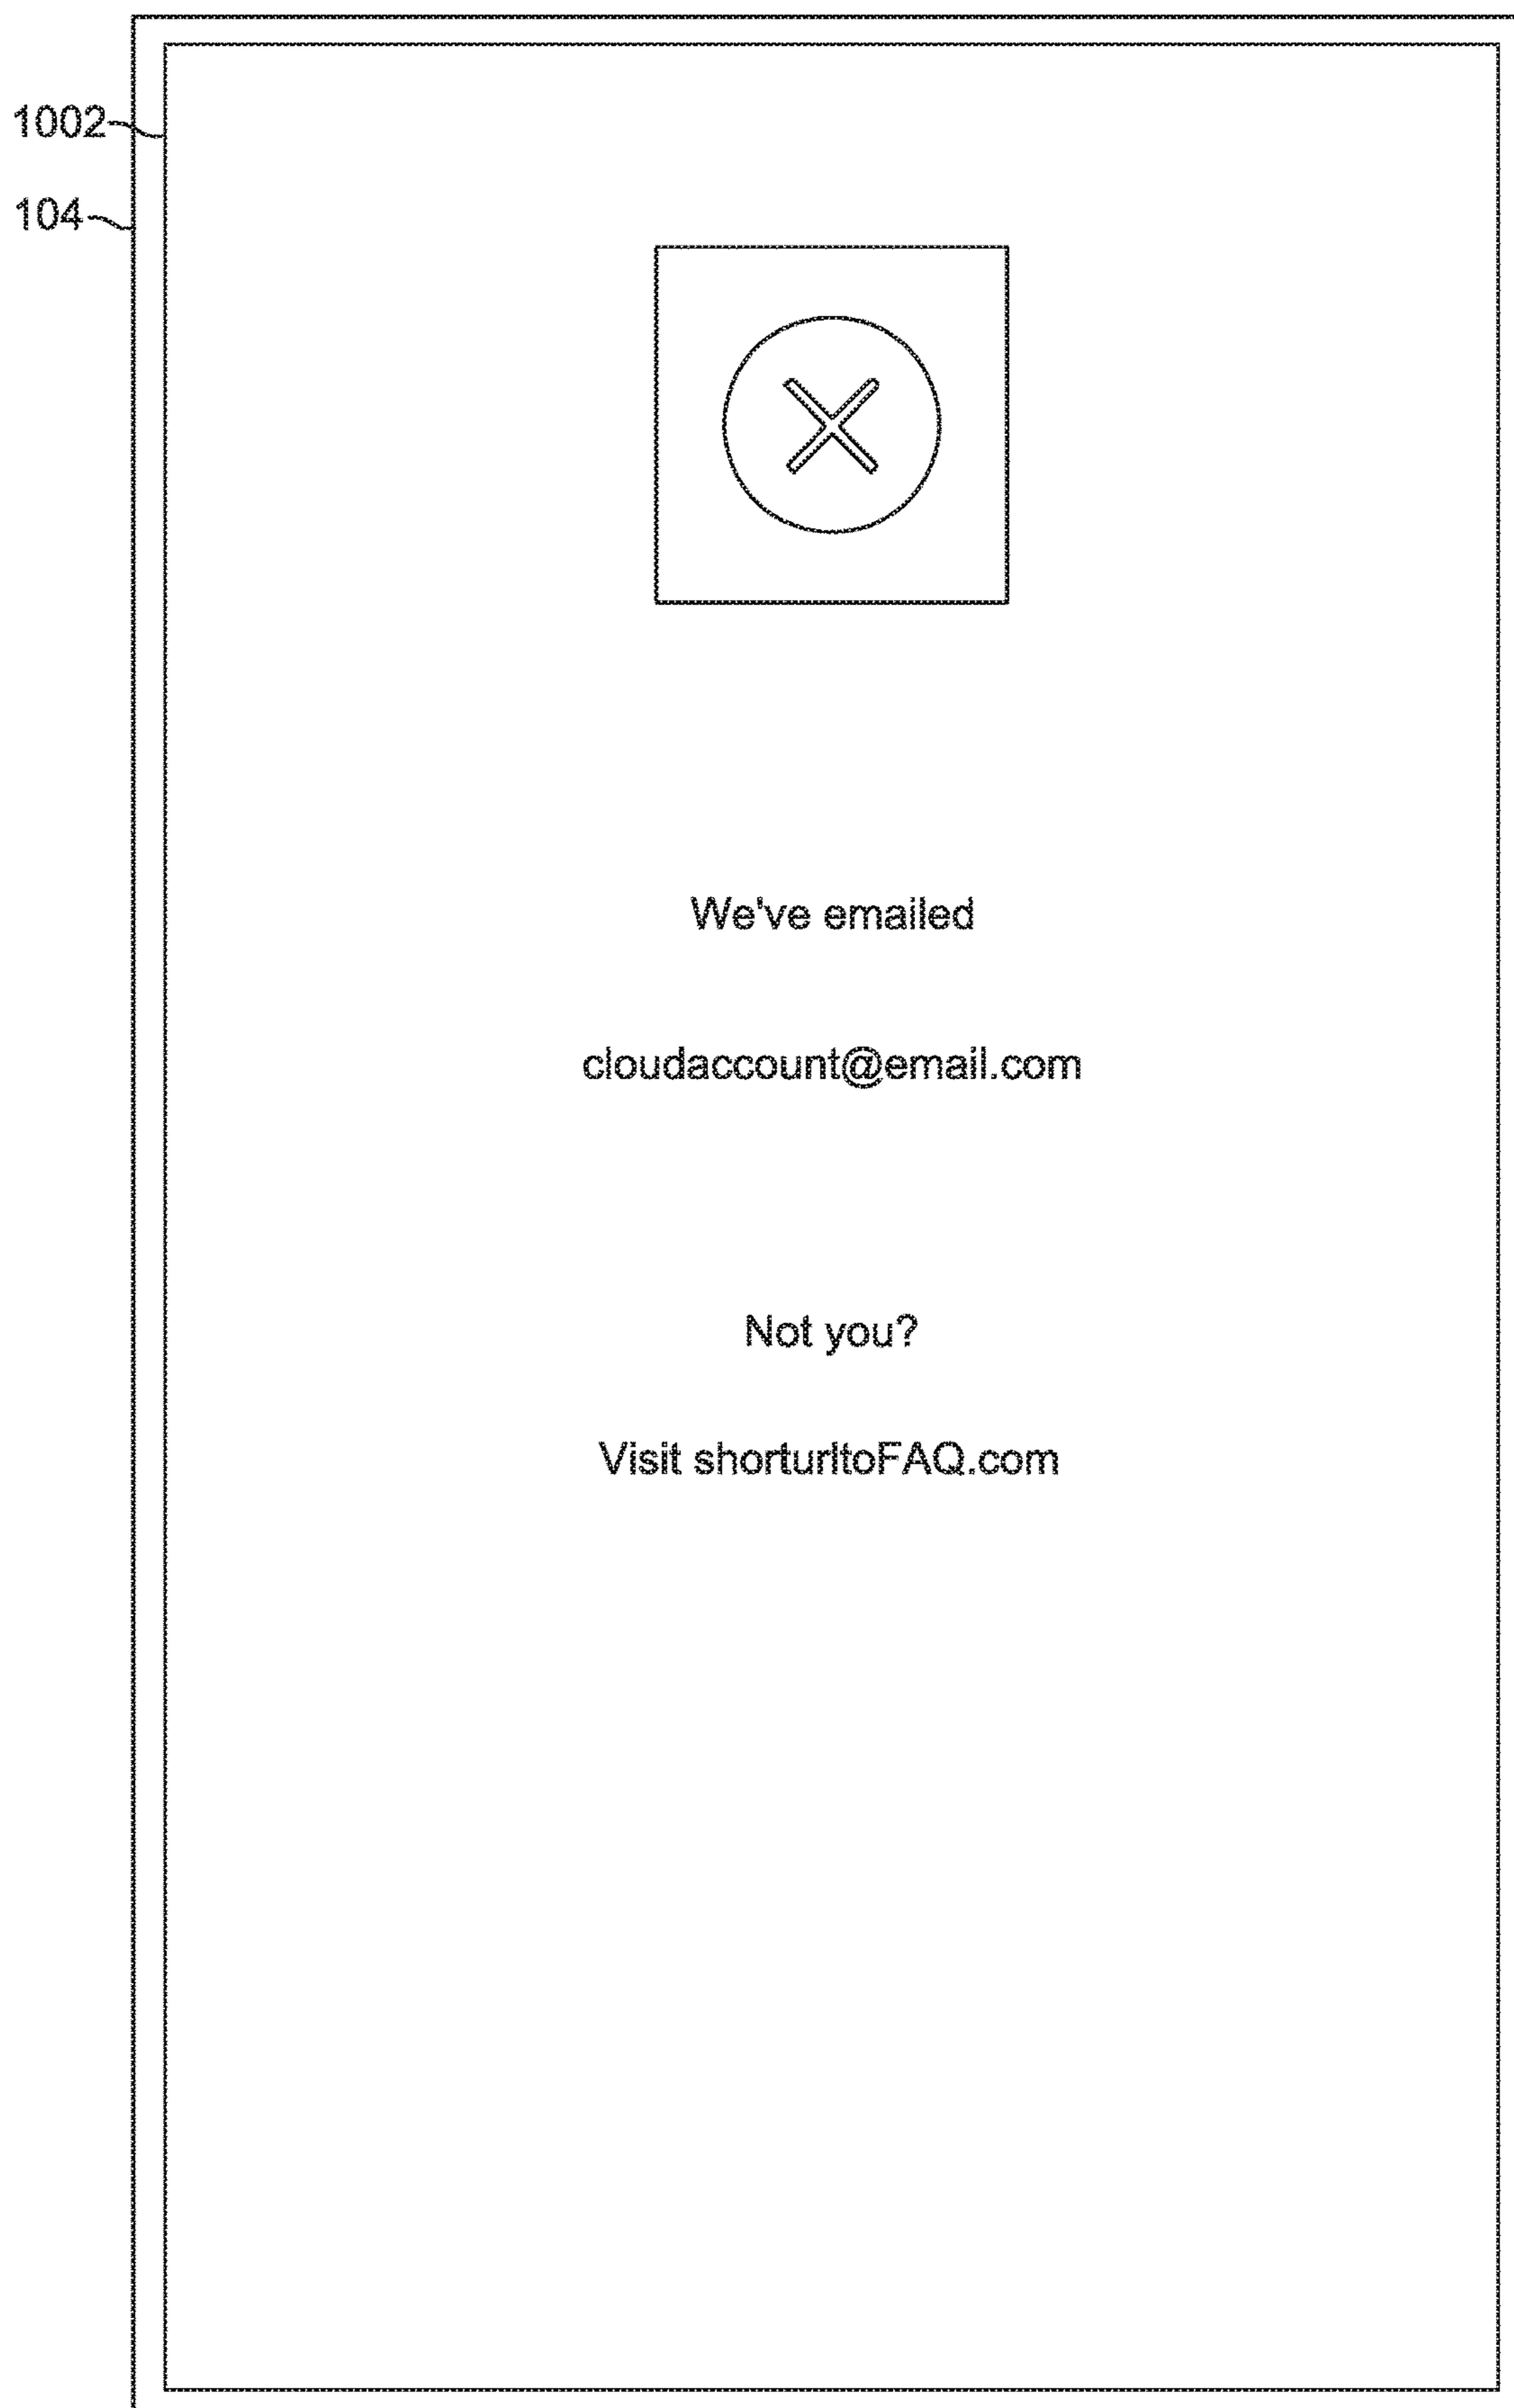 1002
104
We've emailed
cloudaccount@email.com
Not you?
Visit shorturltoFAQ.com